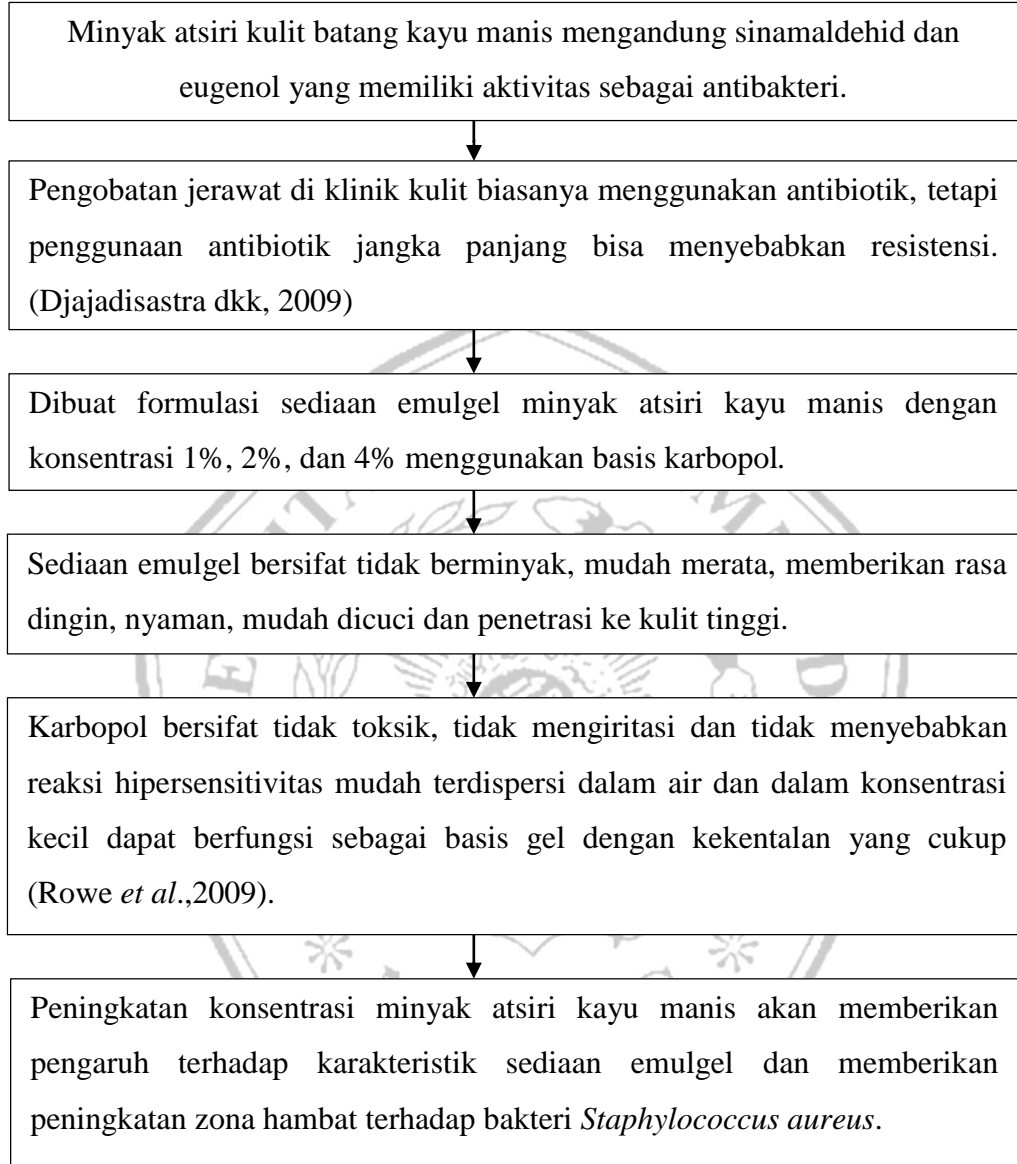 Minyak atsiri kulit batang kayu manis mengandung sinamaldehid dan
eugenol yang memiliki aktivitas sebagai antibakteri.
Pengobatan jerawat di klinik kulit biasanya menggunakan antibiotik, tetapi
penggunaan antibiotik jangka panjang bisa menyebabkan resistensi.
(Djajadisastra dkk, 2009)
Dibuat formulasi sediaan emulgel minyak atsiri kayu manis dengan
konsentrasi 1%, 2%, dan 4% menggunakan basis karbopol.
Sediaan emulgel bersifat tidak berminyak, mudah merata, memberikan rasa
dingin, nyaman, mudah dicuci dan penetrasi ke kulit tinggi.
Karbopol bersifat tidak toksik, tidak mengiritasi dan tidak menyebabkan
reaksi hipersensitivitas mudah terdispersi dalam air dan dalam konsentrasi
kecil dapat berfungsi sebagai basis gel dengan kekentalan yang cukup
(Rowe et al.,2009).
Peningkatan konsentrasi minyak atsiri kayu manis akan memberikan
pengaruh terhadap karakteristik sediaan emulgel dan memberikan
peningkatan zona hambat terhadap bakteri Staphylococcus aureus.